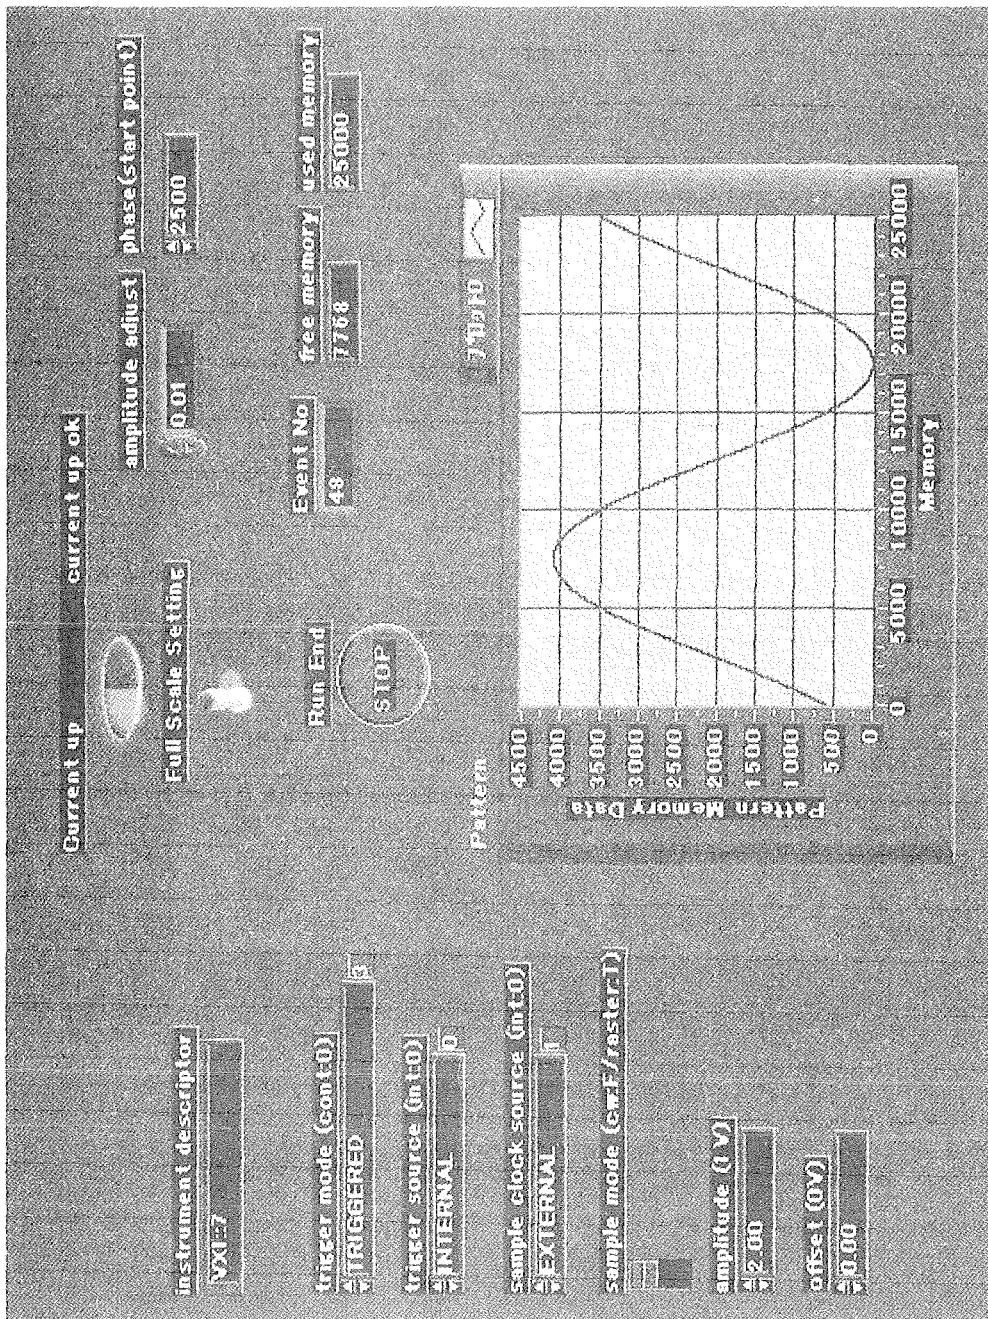 instrument descriptor
VXI::7
trigger mode (cont:0)
TRIGGERED 3
trigger source (int:0)
INTERNAL 0
sample clock source (int:0)
EXTERNAL 1
sample mode (cw:F/raster:T)
amplitude (1 V)
2.00
offset (0V)
0.00
Current up current up ok
Full Scale Setting
amplitude adjust
0.01
phase(start point)
2500
Run End
STOP
Event No
48
free memory
7768
used memory
25000
Pattern
Pattern Memory Data
4500
4000
3500
3000
2500
2000
1500
1000
500
0
0 5000 10000 15000 20000 25000
Memory